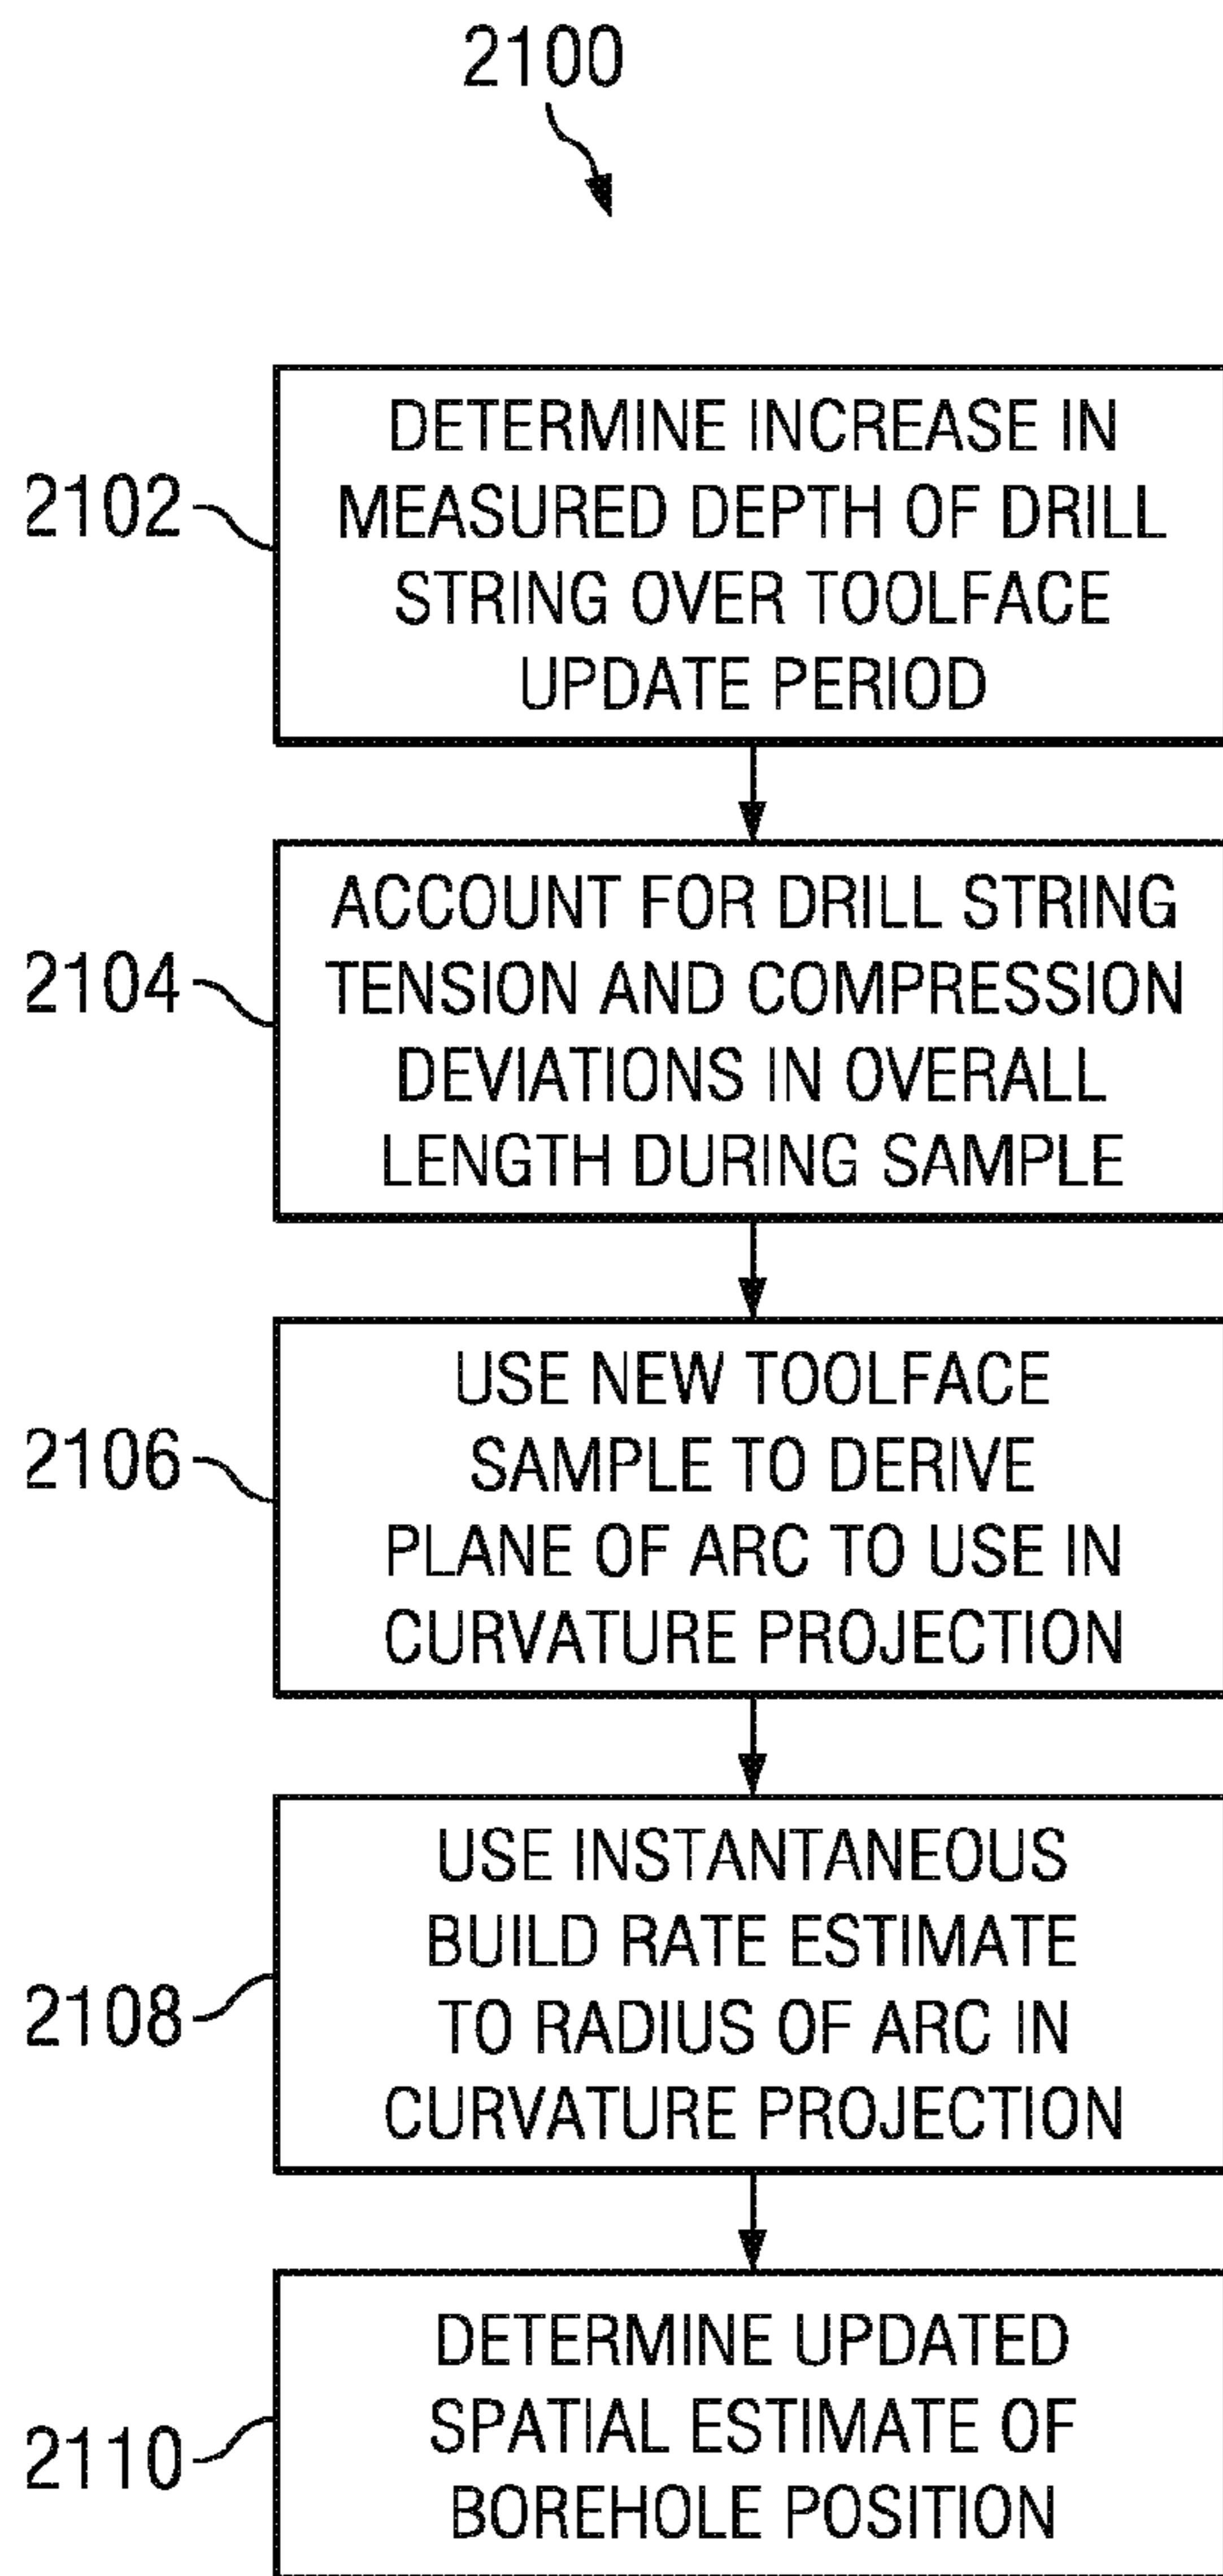 2100
2102
DETERMINE INCREASE IN
MEASURED DEPTH OF DRILL
STRING OVER TOOLFACE
UPDATE PERIOD
2104
ACCOUNT FOR DRILL STRING
TENSION AND COMPRESSION
DEVIATIONS IN OVERALL
LENGTH DURING SAMPLE
2106
USE NEW TOOLFACE
SAMPLE TO DERIVE
PLANE OF ARC TO USE IN
CURVATURE PROJECTION
2108
USE INSTANTANEOUS
BUILD RATE ESTIMATE
TO RADIUS OF ARC IN
CURVATURE PROJECTION
2110
DETERMINE UPDATED
SPATIAL ESTIMATE OF
BOREHOLE POSITION